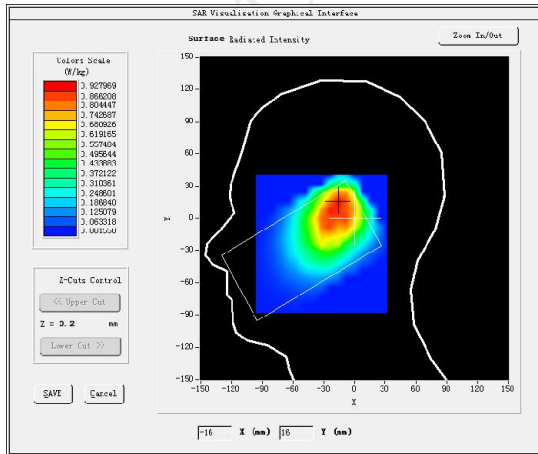 SAR Visualisation Graphical Interface
Surface Radiated Intensity
Zoom In/Out
Colors Scale
(W/kg)
0.927969
0.866208
0.804447
0.742687
0.680926
0.619165
0.557404
0.495644
0.433883
0.372122
0.310361
0.248601
0.186840
0.125079
0.063318
0.001550
Z-Cuts Control
<< Upper Cut
Z = 0.2 mm
Lower Cut >>
SAVE
Cancel
150
120
90
60
30
0
-30
-60
-90
-120
-150
Y
-150 -120 -90 -60 -30 0 30 60 90 120 150
X
-16 X (mm) 16 Y (mm)